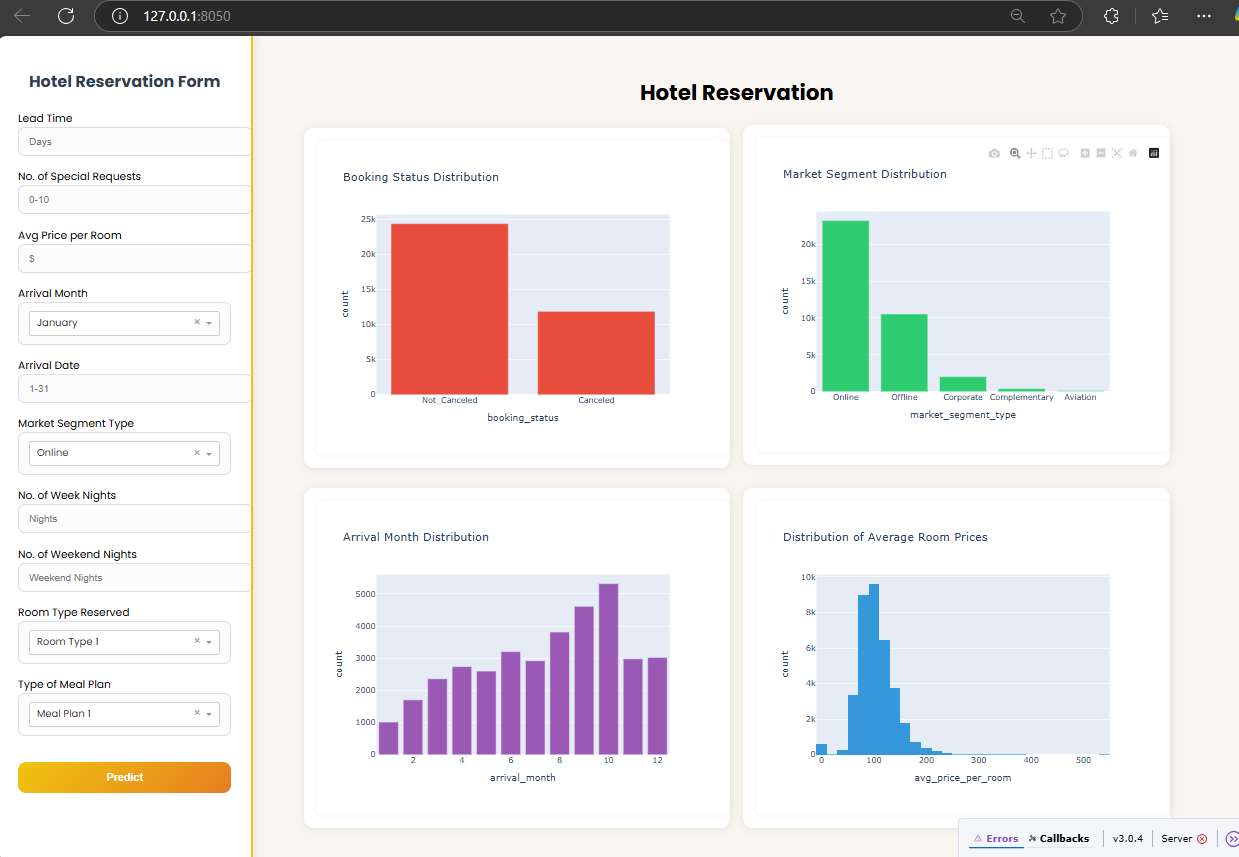 127.0.0.1:8050
Hotel Reservation Form
Lead Time
Days
No. of Special Requests
0-10
Avg Price per Room
$
Arrival Month
January
Arrival Date
1-31
Market Segment Type
Online
No. of Week Nights
Nights
No. of Weekend Nights
Weekend Nights
Room Type Reserved
Room Type 1
Type of Meal Plan
Meal Plan 1
Predict
Hotel Reservation
Booking Status Distribution
25k
20k
15k
10k
5k
0
count
Not_Canceled Canceled
booking_status
Market Segment Distribution
20k
15k
10k
5k
0
count
Online Offline Corporate Complementary Aviation
market_segment_type
Arrival Month Distribution
5000
4000
3000
2000
1000
0
count
2 4 6 8 10 12
arrival_month
Distribution of Average Room Prices
10k
8k
6k
4k
2k
0
count
0 100 200 300 400 500
avg_price_per_room
Errors Callbacks v3.0.4 Server